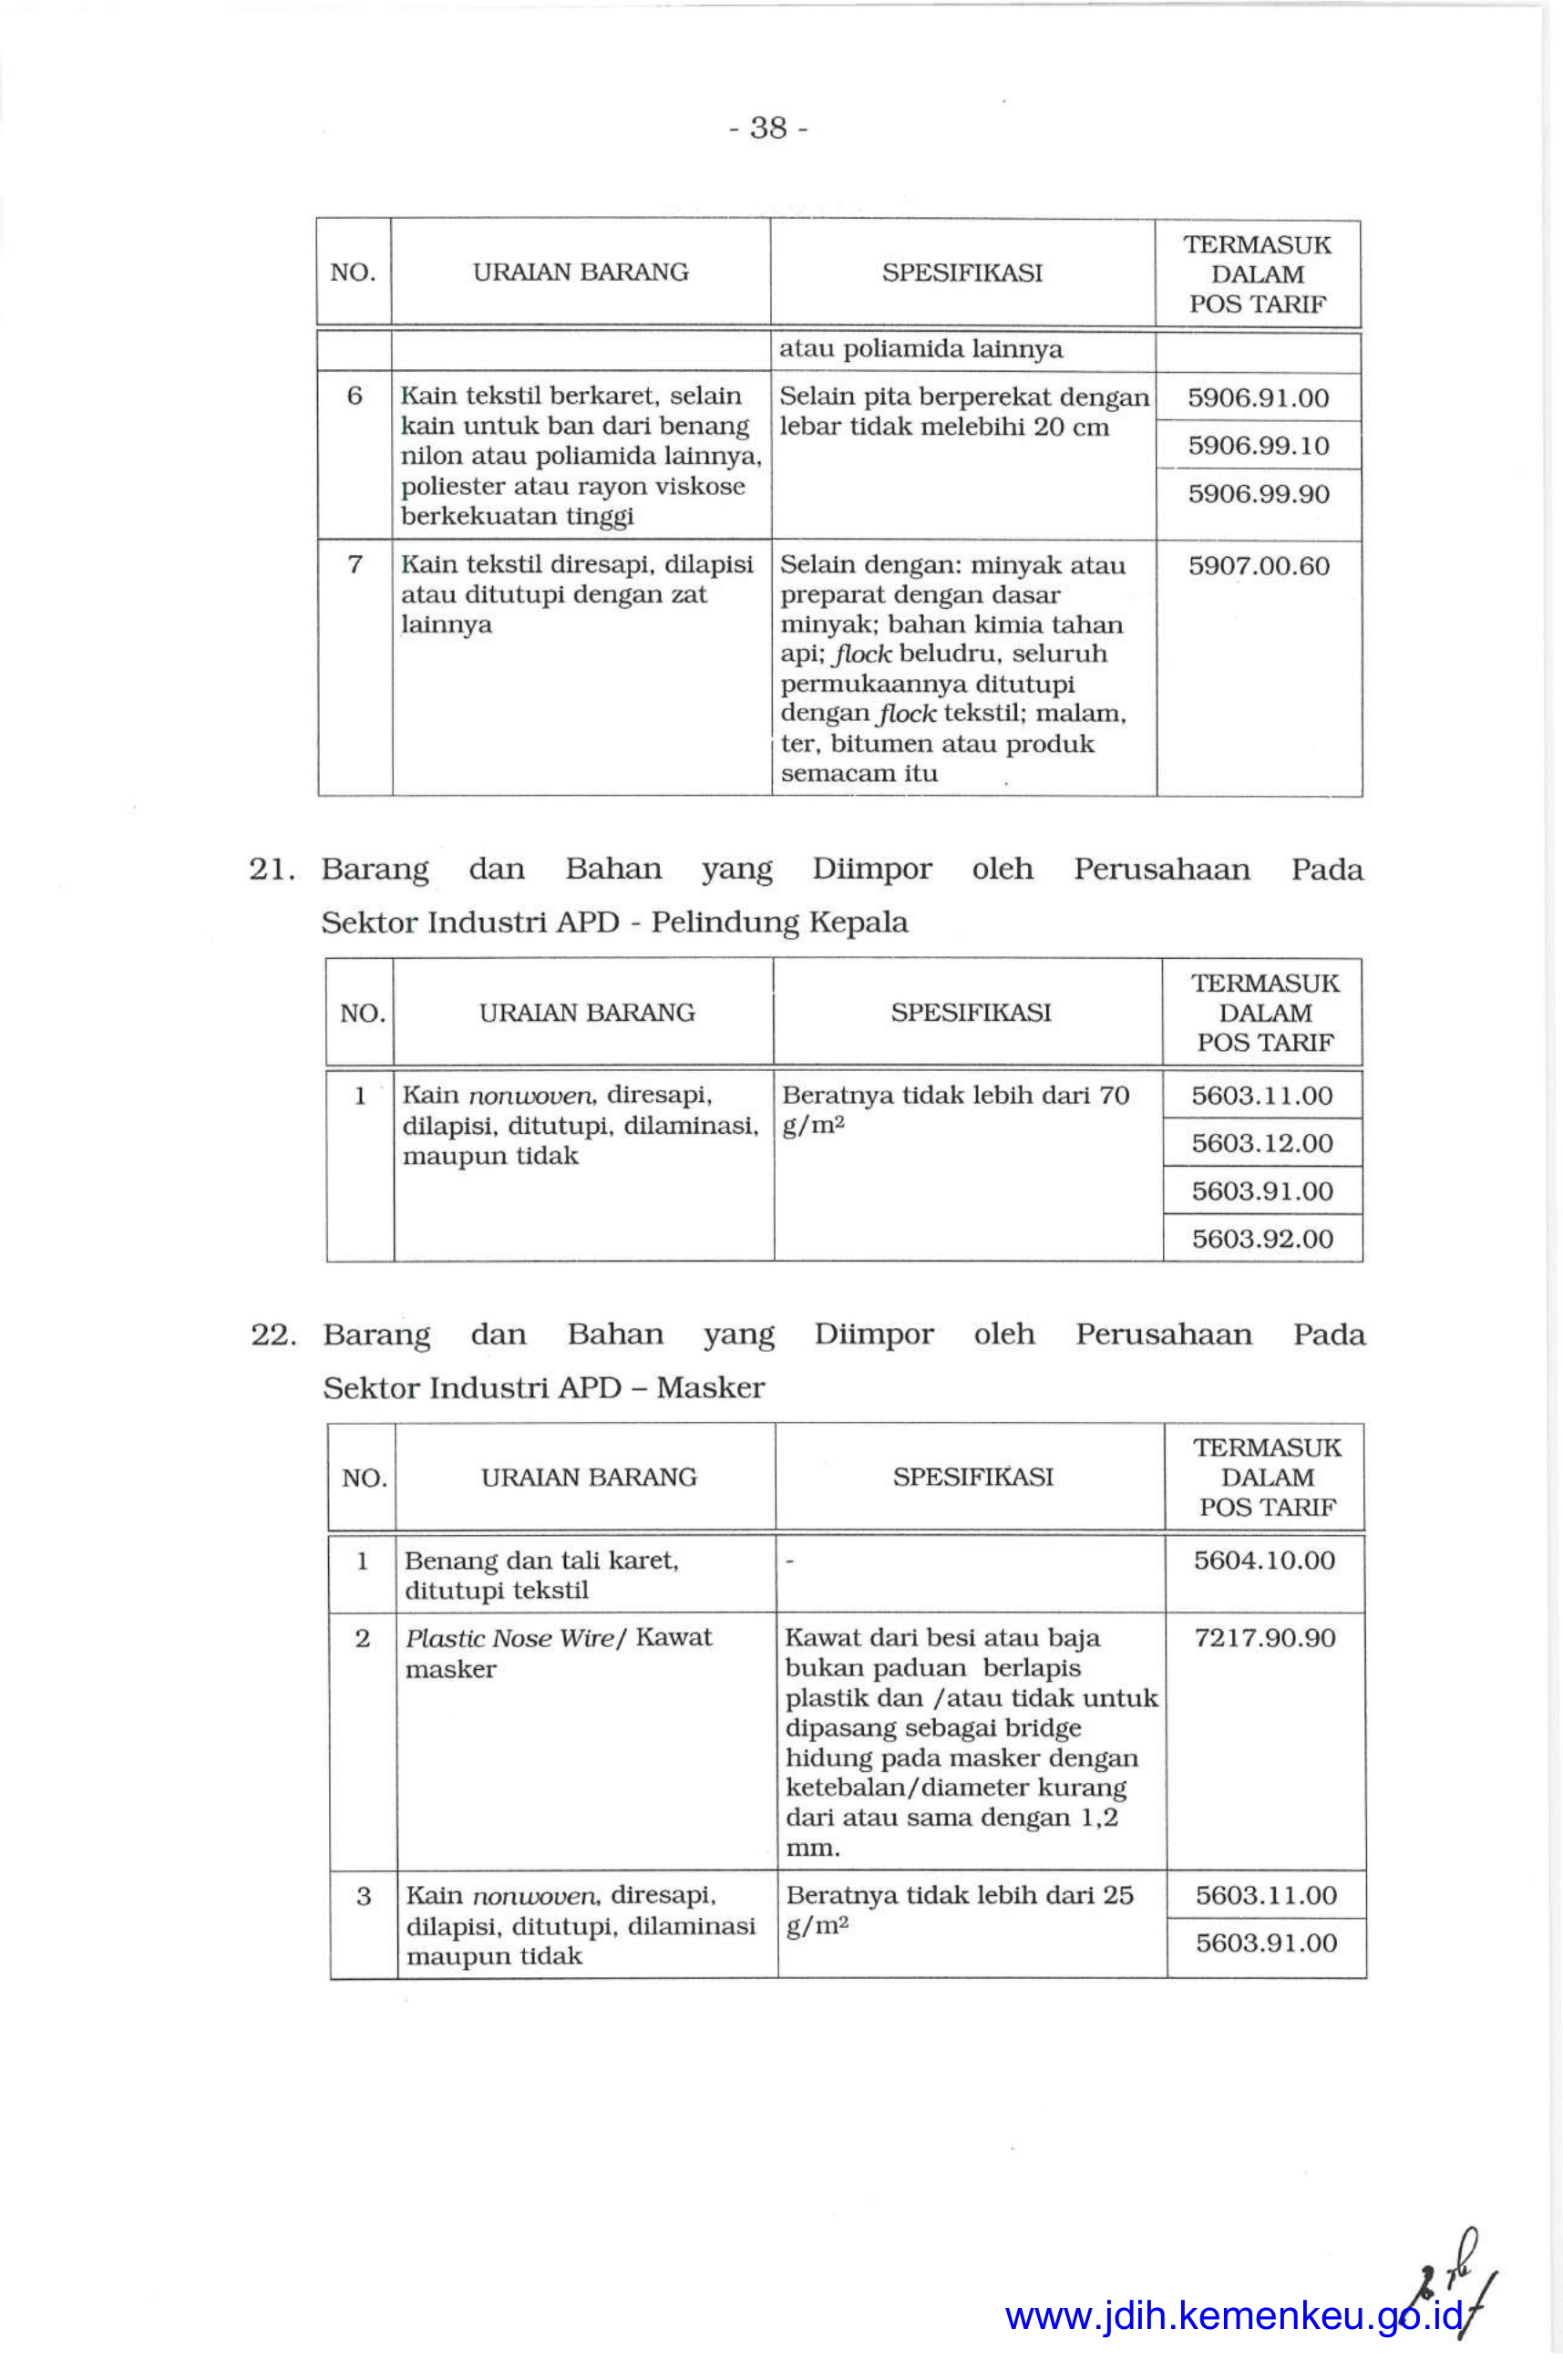 - 38 -
NO.
URAIAN BARANG
SPESIFIKASI
TERMASUK
DALAM
POS TARIF
atau poliamida lainnya
6
Kain tekstil berkaret, selain
kain untuk ban dari benang
nilon atau poliamida lainnya,
poliester atau rayon viskose
berkekuatan tinggi
Selain pita berperekat dengan
lebar tidak melebihi 20 cm
5906.91.00
5906.99.10
5906.99.90
7
Kain tekstil diresapi, dilapisi
atau ditutupi dengan zat
lainnya
Selain dengan: minyak atau
preparat dengan dasar
minyak; bahan kimia tahan
api; flock beludru, seluruh
permukaannya ditutupi
dengan flock tekstil; malam,
ter, bitumen atau produk
semacam itu
5907.00.60
21. Barang dan Bahan yang Diimpor oleh Perusahaan Pada
Sektor Industri APD - Pelindung Kepala
NO.
URAIAN BARANG
SPESIFIKASI
TERMASUK
DALAM
POS TARIF
1
Kain nonwoven, diresapi,
dilapisi, ditutupi, dilaminasi,
maupun tidak
Beratnya tidak lebih dari 70
g/m²
5603.11.00
5603.12.00
5603.91.00
5603.92.00
22. Barang dan Bahan yang Diimpor oleh Perusahaan Pada
Sektor Industri APD – Masker
NO.
URAIAN BARANG
SPESIFIKASI
TERMASUK
DALAM
POS TARIF
1
Benang dan tali karet,
ditutupi tekstil
-
5604.10.00
2
Plastic Nose Wire/ Kawat
masker
Kawat dari besi atau baja
bukan paduan berlapis
plastik dan /atau tidak untuk
dipasang sebagai bridge
hidung pada masker dengan
ketebalan/diameter kurang
dari atau sama dengan 1,2
mm.
7217.90.90
3
Kain nonwoven, diresapi,
dilapisi, ditutupi, dilaminasi
maupun tidak
Beratnya tidak lebih dari 25
g/m²
5603.11.00
5603.91.00
www.jdih.kemenkeu.go.id